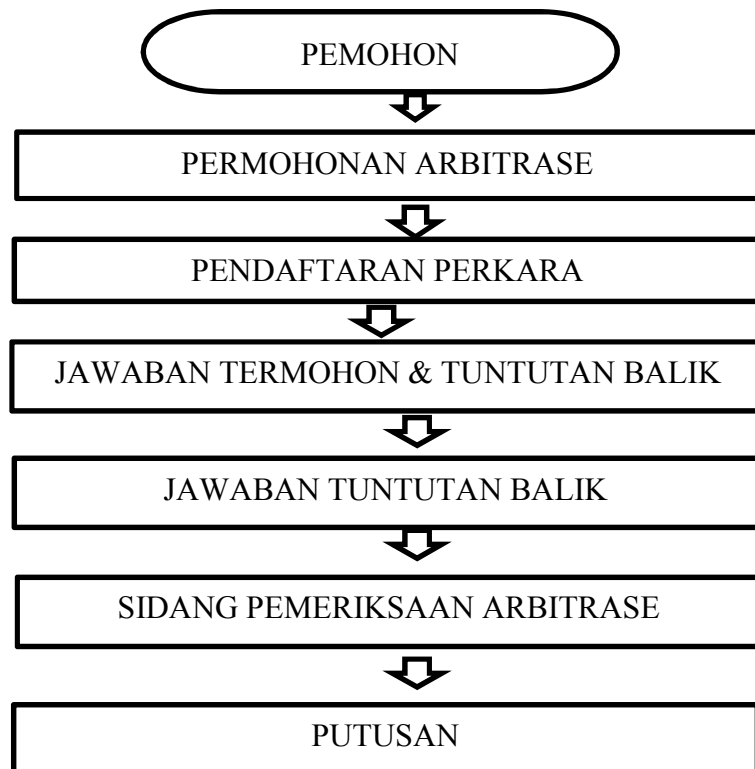 PEMOHON
PERMOHONAN ARBITRASE
PENDAFTARAN PERKARA
JAWABAN TERMOHON & TUNTUTAN BALIK
JAWABAN TUNTUTAN BALIK
SIDANG PEMERIKSAAN ARBITRASE
PUTUSAN